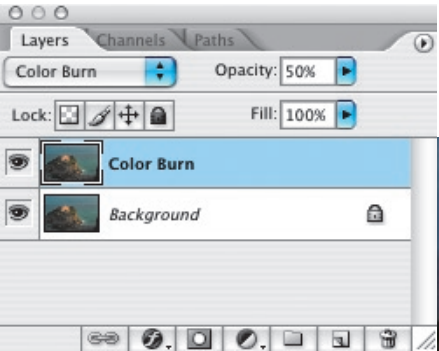 Layers Channels Paths
Color Burn Opacity: 50%
Lock: Fill: 100%
Color Burn
Background